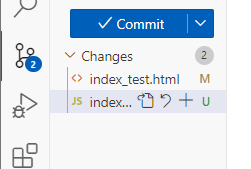 Commit
Changes 2
2
index_test.html M
JS index... U